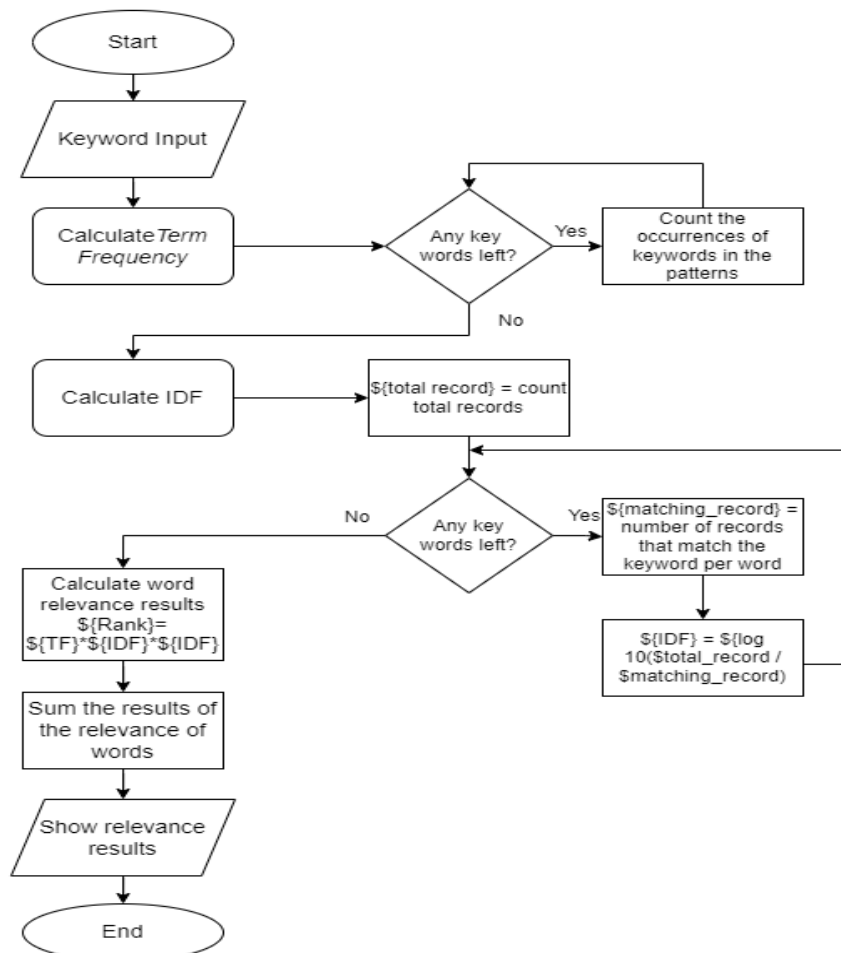 Start
Keyword Input
Calculate Term
Frequency
Any key
words left?
Yes
Count the
occurrences of
keywords in the
patterns
No
Calculate IDF
${total record} = count
total records
Any key
words left?
Yes
${matching_record} =
number of records
that match the
keyword per word
${IDF} = ${log
10($total_record /
$matching_record)
No
Calculate word
relevance results
${Rank}=
${TF}*${IDF}*${IDF}
Sum the results of
the relevance of
words
Show relevance
results
End